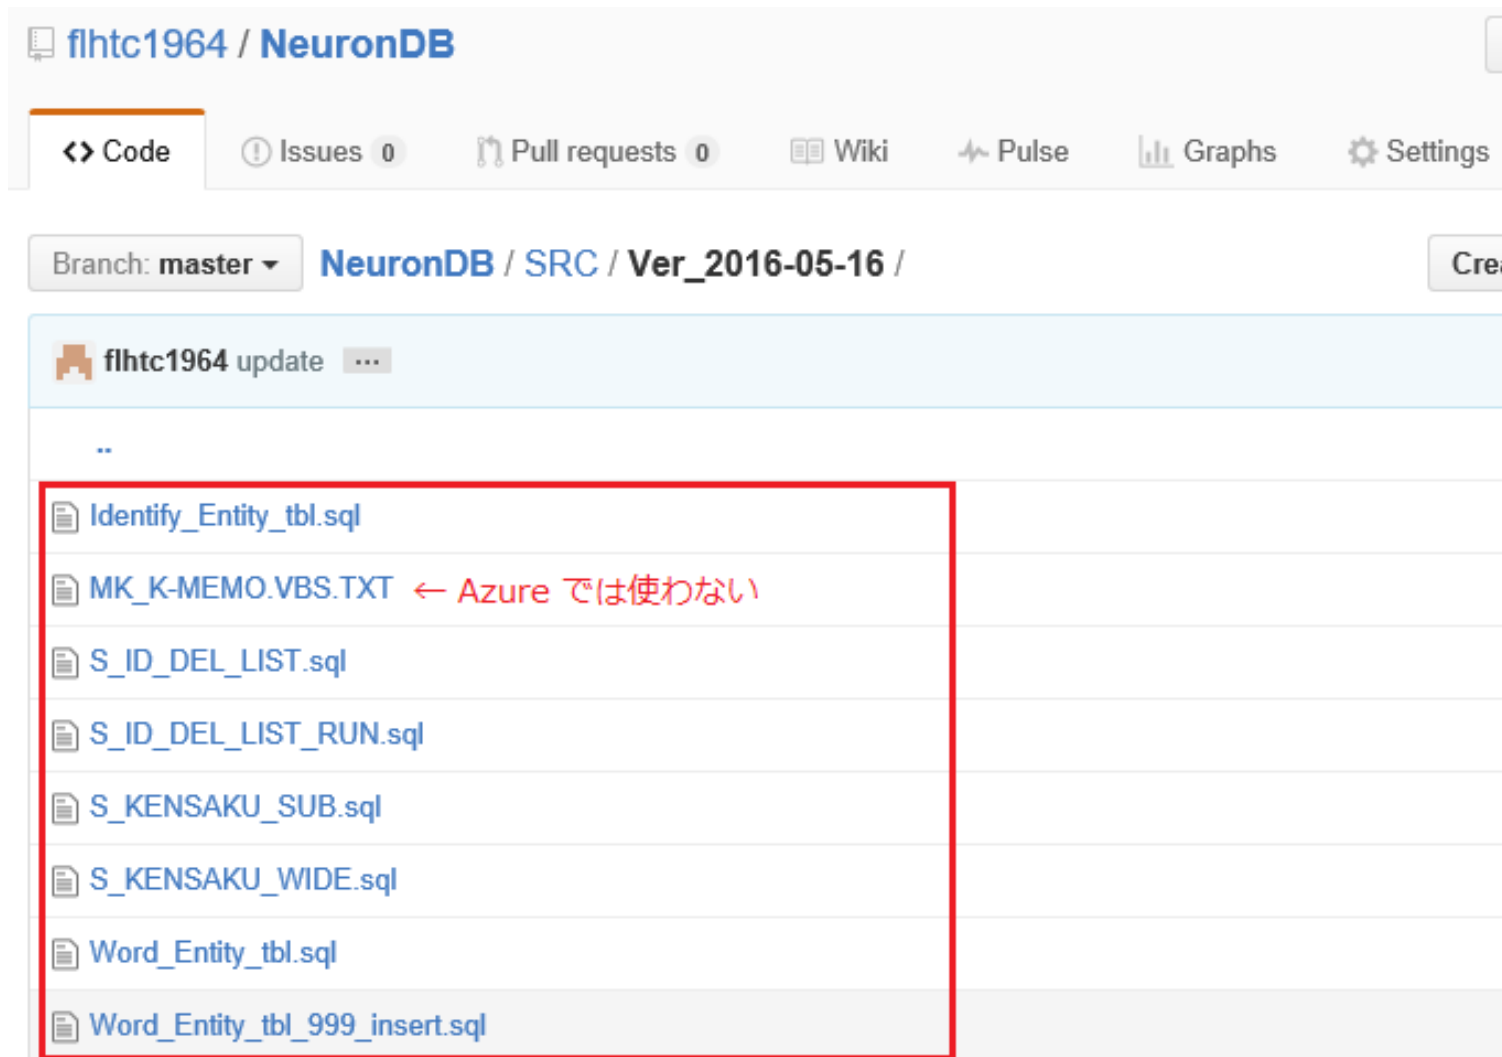 flhtc1964 / NeuronDB
<> Code Issues 0 Pull requests 0 Wiki Pulse Graphs Settings
Branch: master NeuronDB / SRC / Ver_2016-05-16 / Crea
flhtc1964 update ...
..
Identify_Entity_tbl.sql
MK_K-MEMO.VBS.TXT ← Azure では使わない
S_ID_DEL_LIST.sql
S_ID_DEL_LIST_RUN.sql
S_KENSAKU_SUB.sql
S_KENSAKU_WIDE.sql
Word_Entity_tbl.sql
Word_Entity_tbl_999_insert.sql